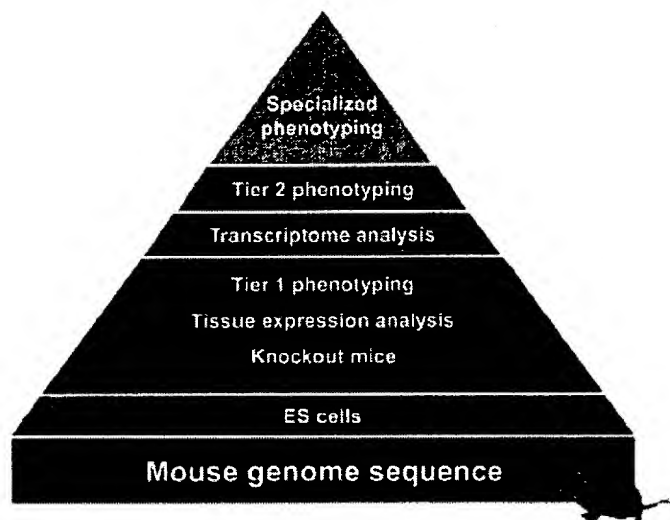 Specialized
phenotyping
Tier 2 phenotyping
Transcriptome analysis
Tier 1 phenotyping
Tissue expression analysis
Knockout mice
ES cells
Mouse genome sequence